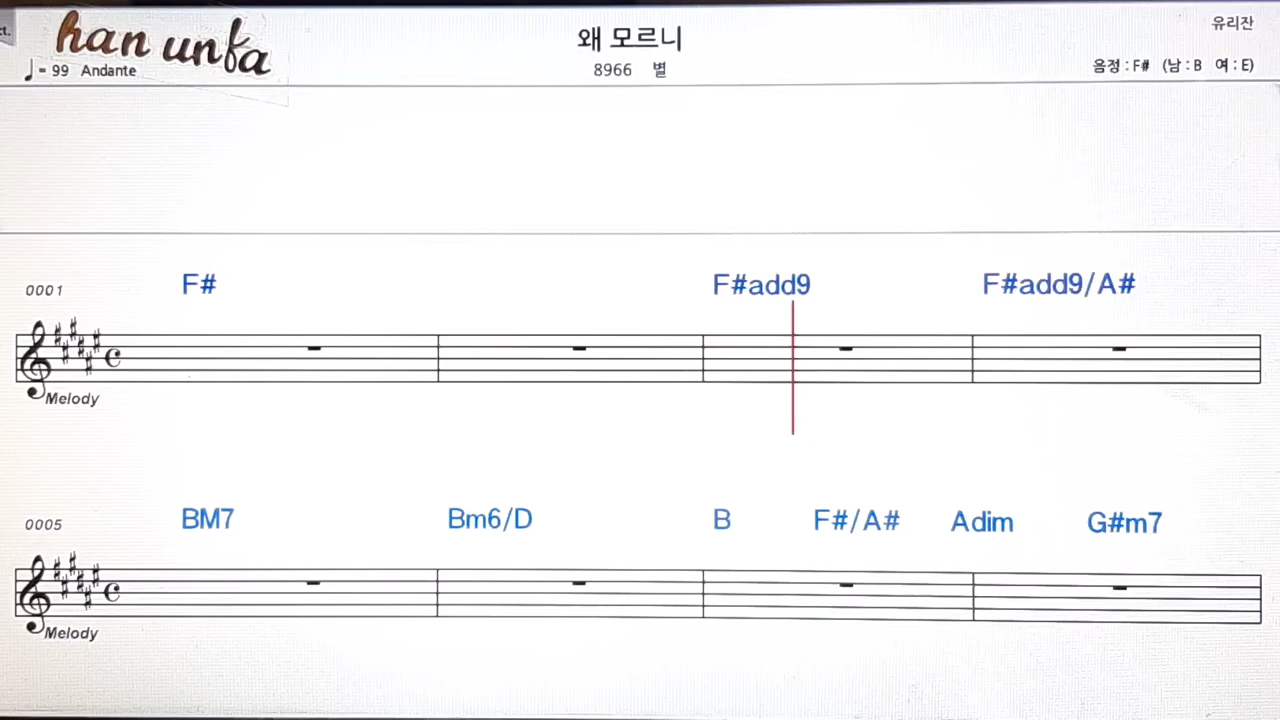 ct.
han unfa
유리잔
왜 모르니
♩ = 99 Andante
8966 별
음정 : F# (남 : B 여 : E)
0001 F# F#add9 F#add9/A#
Melody
0005 BM7 Bm6/D B F#/A# Adim G#m7
Melody